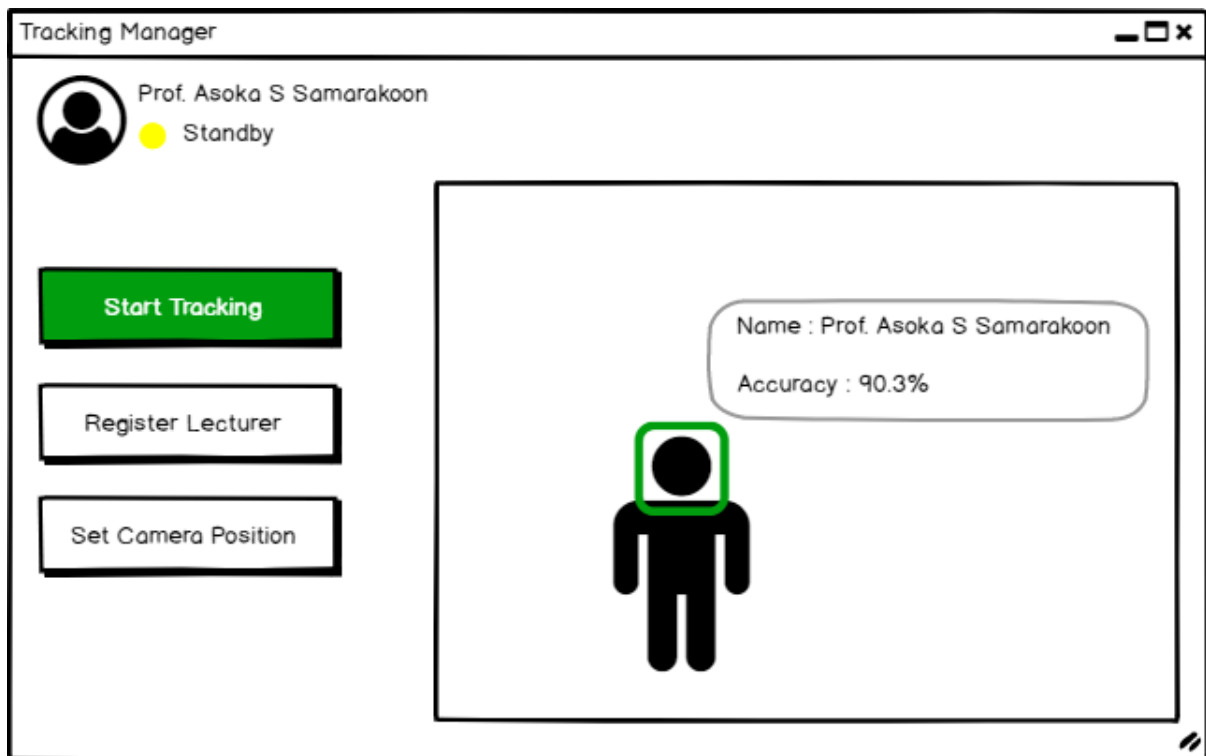 Tracking Manager
Prof. Asoka S Samarakoon
Standby
Start Tracking
Register Lecturer
Set Camera Position
Name : Prof. Asoka S Samarakoon
Accuracy : 90.3%